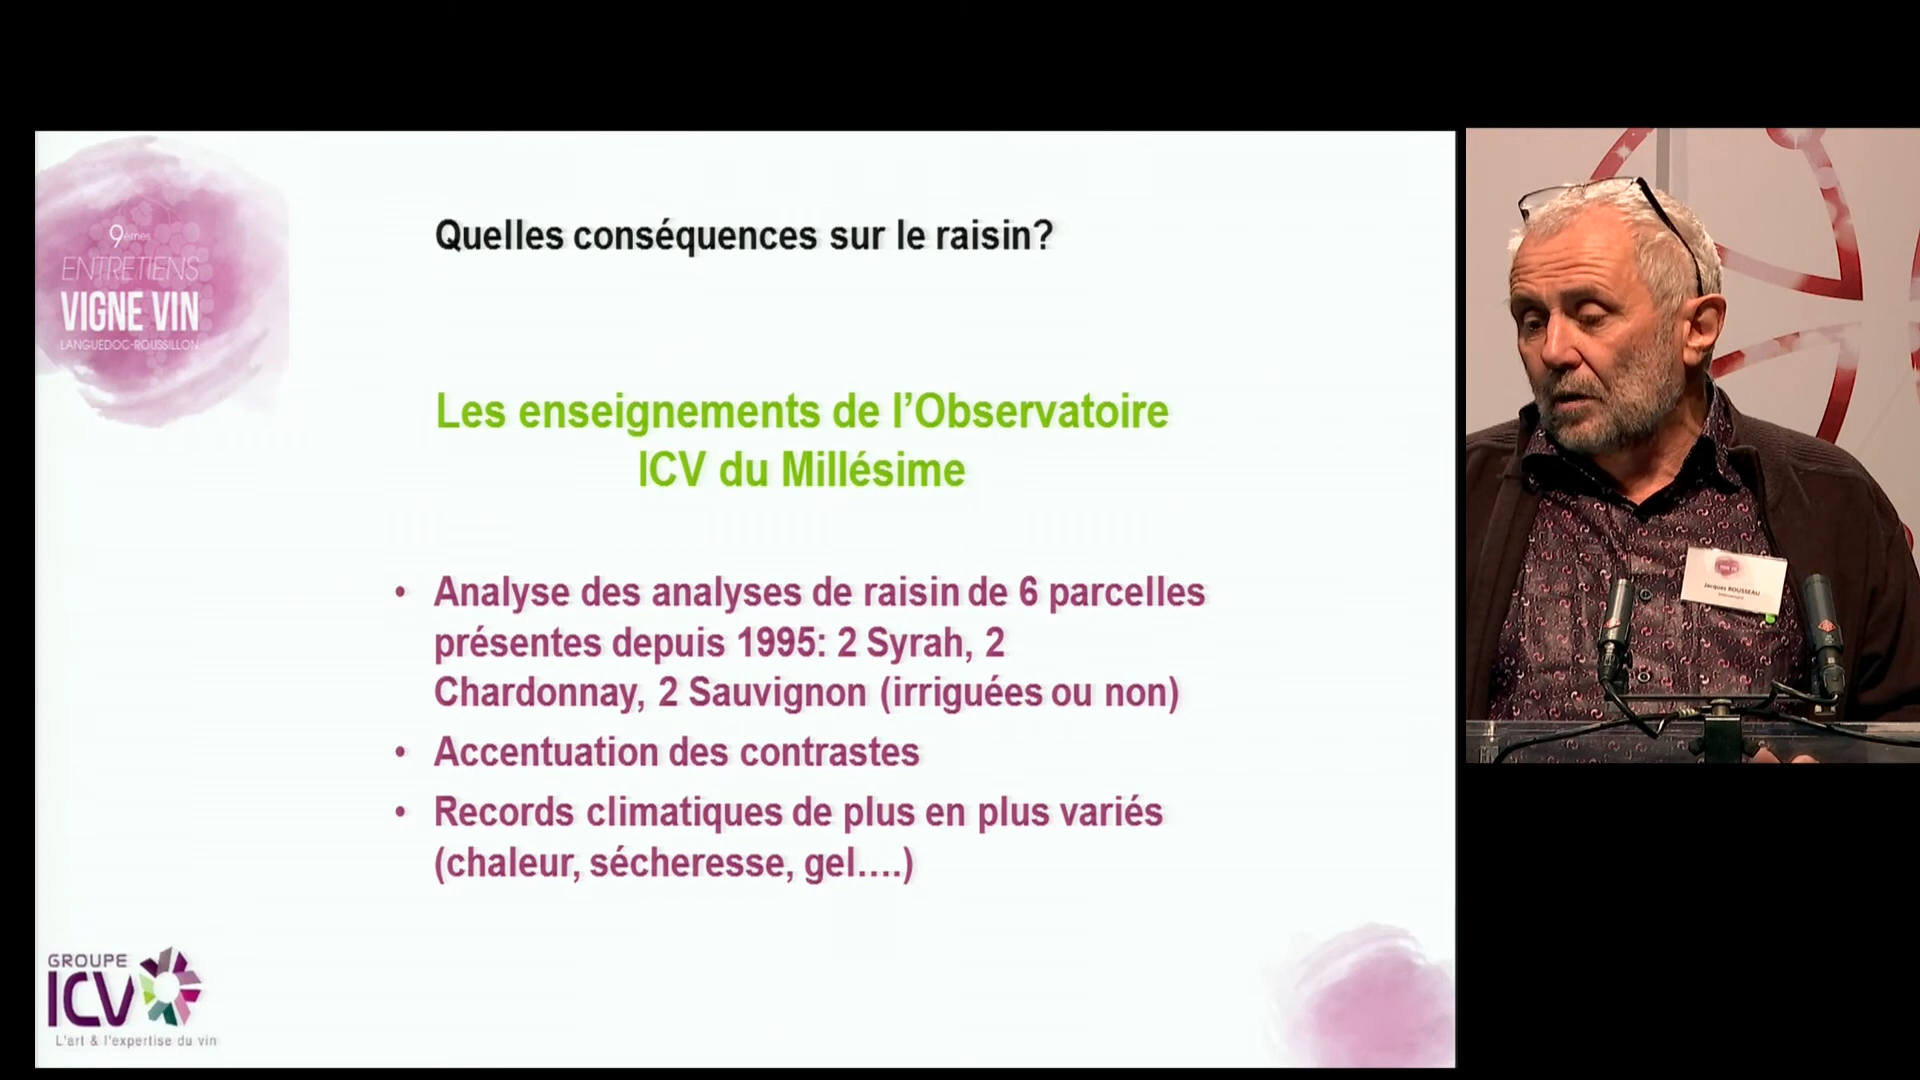 9èmes
ENTRETIENS
VIGNE VIN
LANGUEDOC-ROUSSILLON
Quelles conséquences sur le raisin?
Les enseignements de l'Observatoire
ICV du Millésime
• Analyse des analyses de raisin de 6 parcelles
présentes depuis 1995: 2 Syrah, 2
Chardonnay, 2 Sauvignon (irriguées ou non)
• Accentuation des contrastes
• Records climatiques de plus en plus variés
(chaleur, sécheresse, gel....)
GROUPE
ICV
L'art & l'expertise du vin
Jacques ROUSSEAU